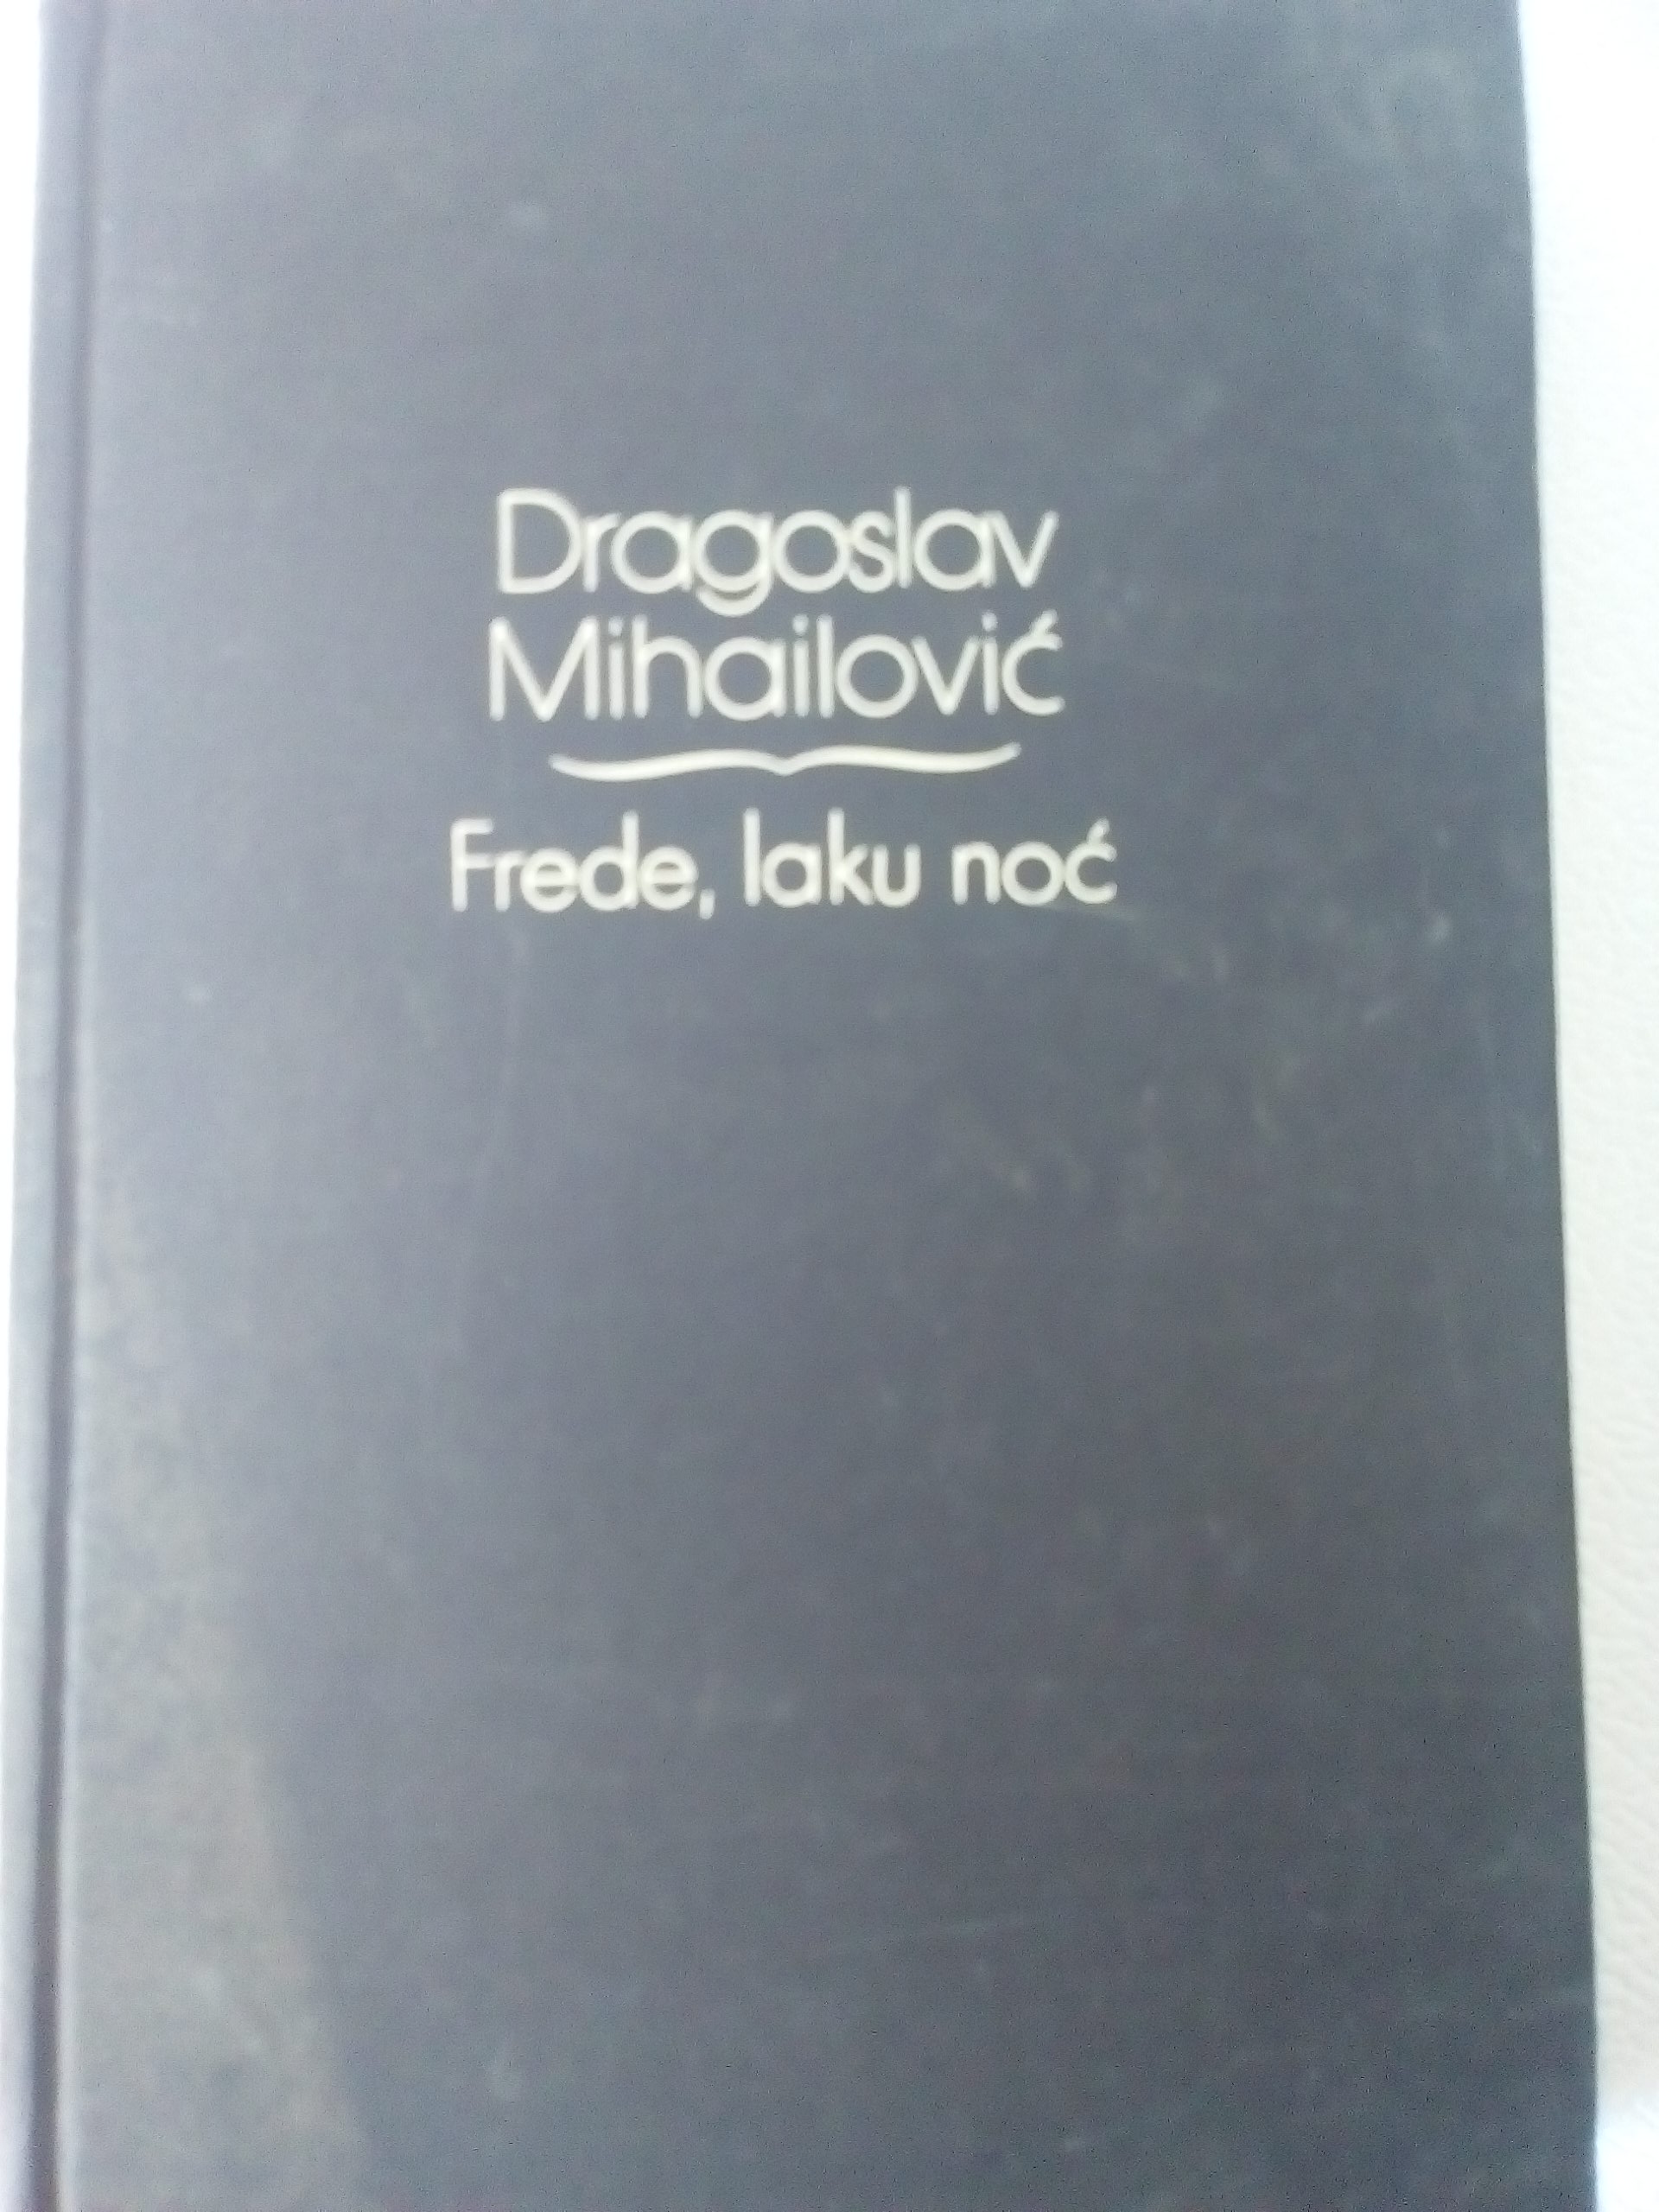 Dragoslav
Mihailović
Frede, laku noć